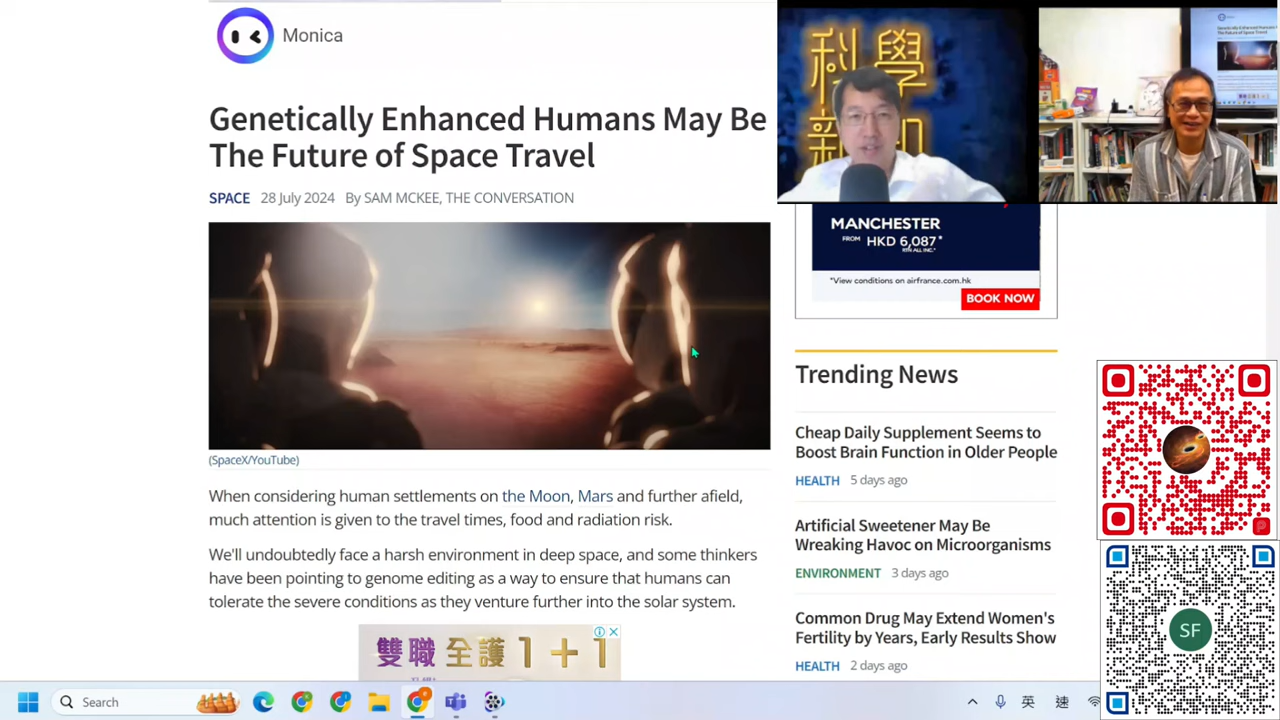 Monica
Genetically Enhanced Humans May Be
The Future of Space Travel
SPACE 28 July 2024 By SAM MCKEE, THE CONVERSATION
(SpaceX/YouTube)
When considering human settlements on the Moon, Mars and further afield,
much attention is given to the travel times, food and radiation risk.
We'll undoubtedly face a harsh environment in deep space, and some thinkers
have been pointing to genome editing as a way to ensure that humans can
tolerate the severe conditions as they venture further into the solar system.
雙職全護1+1
科學
新知
MANCHESTER
FROM HKD 6,087*
RTN ALL INC.*
*View conditions on airfrance.com.hk
BOOK NOW
Trending News
Cheap Daily Supplement Seems to
Boost Brain Function in Older People
HEALTH 5 days ago
Artificial Sweetener May Be
Wreaking Havoc on Microorganisms
ENVIRONMENT 3 days ago
Common Drug May Extend Women's
Fertility by Years, Early Results Show
HEALTH 2 days ago
SF
Search
英
速